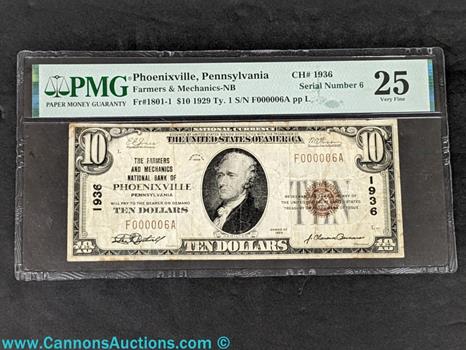 PMG
PAPER MONEY GUARANTY
Phoenixville, Pennsylvania
Farmers & Mechanics-NB
Fr#1801-1 $10 1929 Ty. 1 S/N F000006A pp L
CH# 1936
Serial Number 6
25
Very Fine
NATIONAL CURRENCY
THE UNITED STATES OF AMERICA
10
10
F000006A
THE FARMERS
AND MECHANICS
NATIONAL BANK OF
PHOENIXVILLE
PENNSYLVANIA
WILL PAY TO THE BEARER ON DEMAND
TEN DOLLARS
F000006A
1936
1936
10
TEN DOLLARS
10
www.CannonsAuctions.com ©